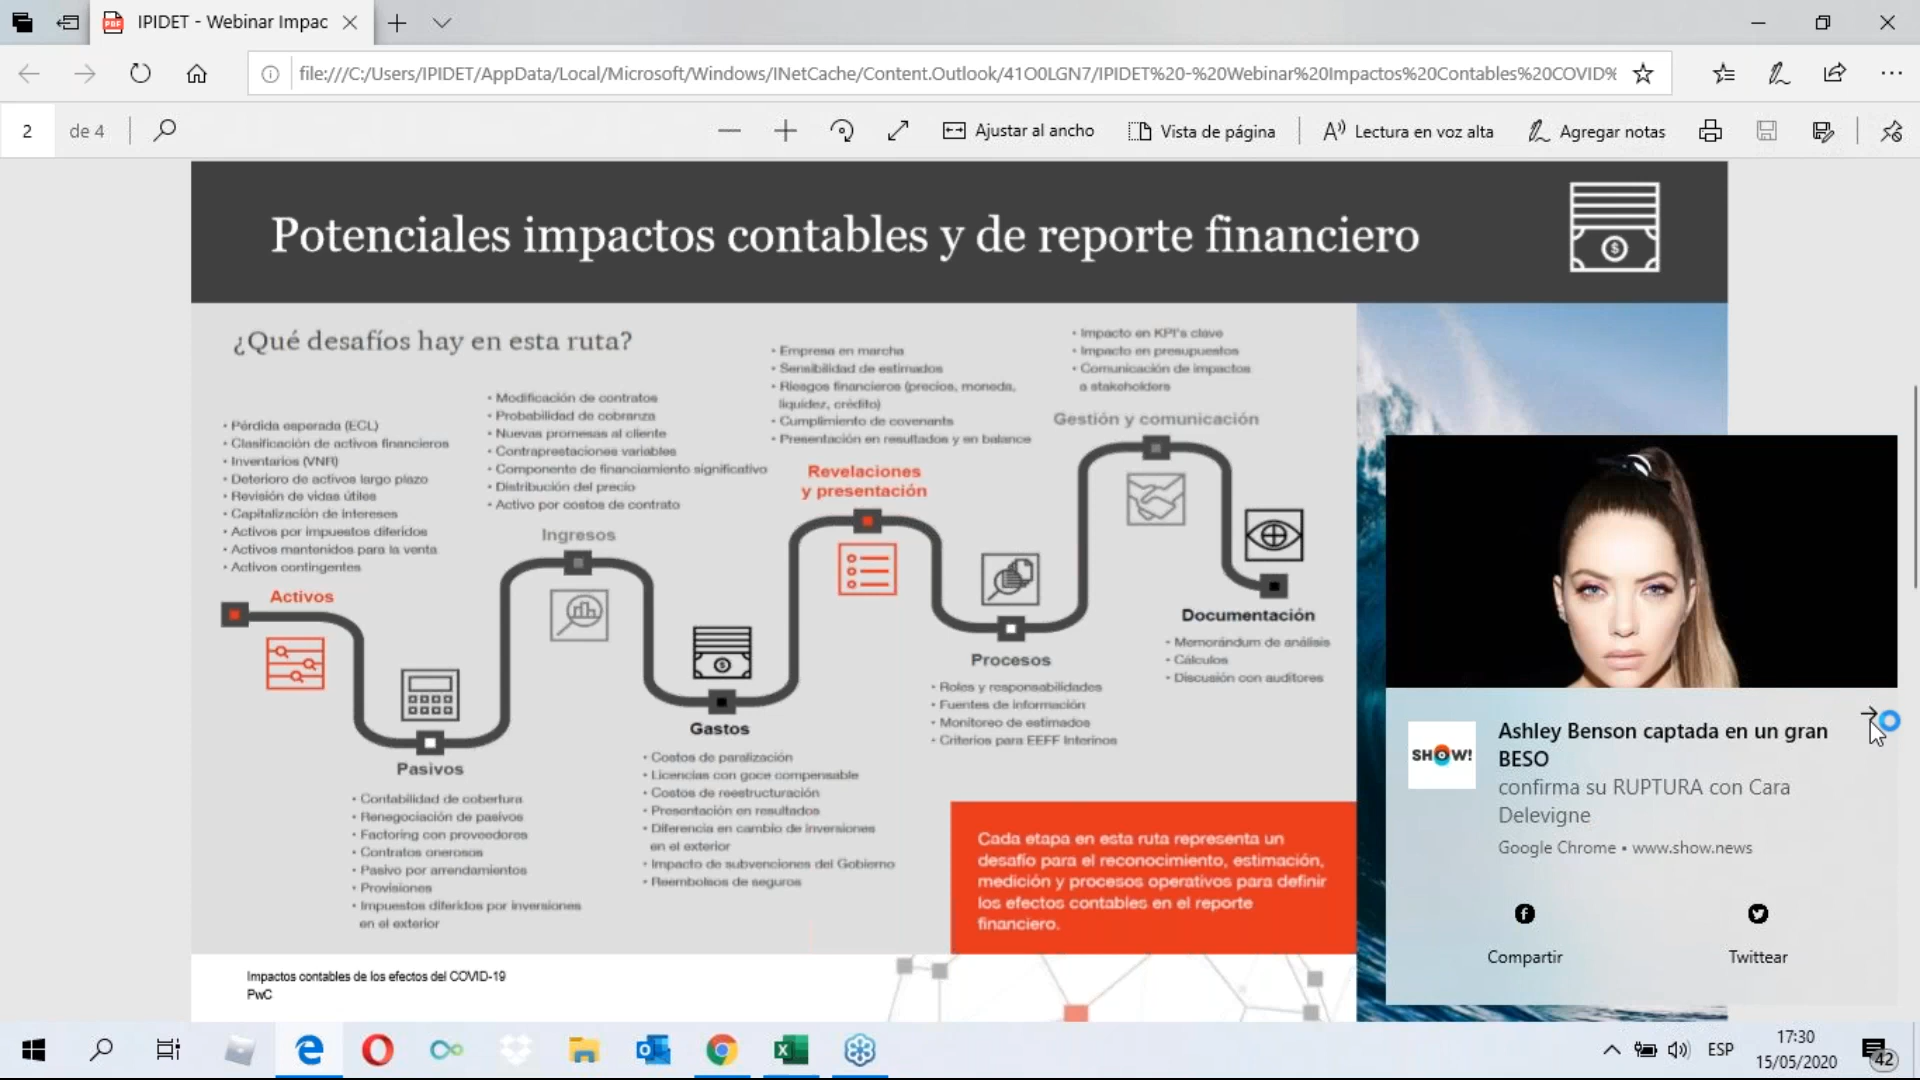 IPIDET - Webinar Impac
file:///C:/Users/IPIDET/AppData/Local/Microsoft/Windows/INetCache/Content.Outlook/41O0LGN7/IPIDET%20-%20Webinar%20Impactos%20Contables%20COVID%
2 de 4
Ajustar al ancho
Vista de página
Lectura en voz alta
Agregar notas
Potenciales impactos contables y de reporte financiero
¿Qué desafíos hay en esta ruta?
• Pérdida esperada (ECL)
• Clasificación de activos financieros
• Inventarios (VNR)
• Deterioro de activos largo plazo
• Revisión de vidas útiles
• Capitalización de intereses
• Activos por impuestos diferidos
• Activos mantenidos para la venta
• Activos contingentes
Activos
Pasivos
• Contabilidad de cobertura
• Renegociación de pasivos
• Factoring con proveedores
• Contratos onerosos
• Pasivo por arrendamientos
• Provisiones
• Impuestos diferidos por inversiones
en el exterior
• Modificación de contratos
• Probabilidad de cobranza
• Nuevas promesas al cliente
• Contraprestaciones variables
• Componente de financiamiento significativo
• Distribución del precio
• Activo por costos de contrato
Ingresos
Gastos
• Costos de paralización
• Licencias con goce compensable
• Costos de reestructuración
• Presentación en resultados
• Diferencia en cambio de inversiones
en el exterior
• Impacto de subvenciones del Gobierno
• Reembolsos de seguros
• Empresa en marcha
• Sensibilidad de estimados
• Riesgos financieros (precios, moneda,
liquidez, crédito)
• Cumplimiento de covenants
• Presentación en resultados y en balance
Revelaciones
y presentación
Procesos
• Roles y responsabilidades
• Fuentes de información
• Monitoreo de estimados
• Criterios para EEFF Interinos
• Impacto en KPI's clave
• Impacto en presupuestos
• Comunicación de impactos
a stakeholders
Gestión y comunicación
Documentación
• Memorándum de análisis
• Cálculos
• Discusión con auditores
Cada etapa en esta ruta representa un
desafío para el reconocimiento, estimación,
medición y procesos operativos para definir
los efectos contables en el reporte
financiero.
Impactos contables de los efectos del COVID-19
PwC
SHOW!
Ashley Benson captada en un gran
BESO
confirma su RUPTURA con Cara
Delevigne
Google Chrome • www.show.news
Compartir
Twittear
ESP
17:30
15/05/2020
42